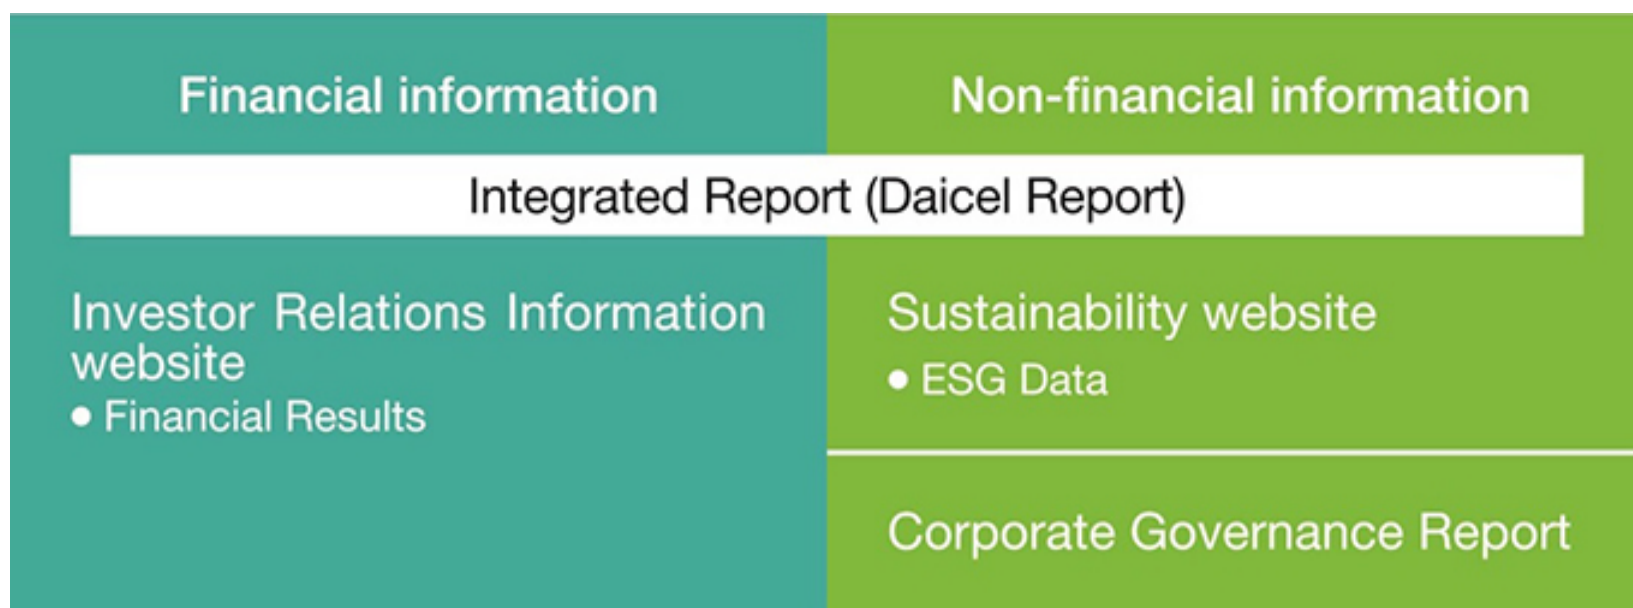 Financial information
Non-financial information
Integrated Report (Daicel Report)
Investor Relations Information
website
● Financial Results
Sustainability website
● ESG Data
Corporate Governance Report